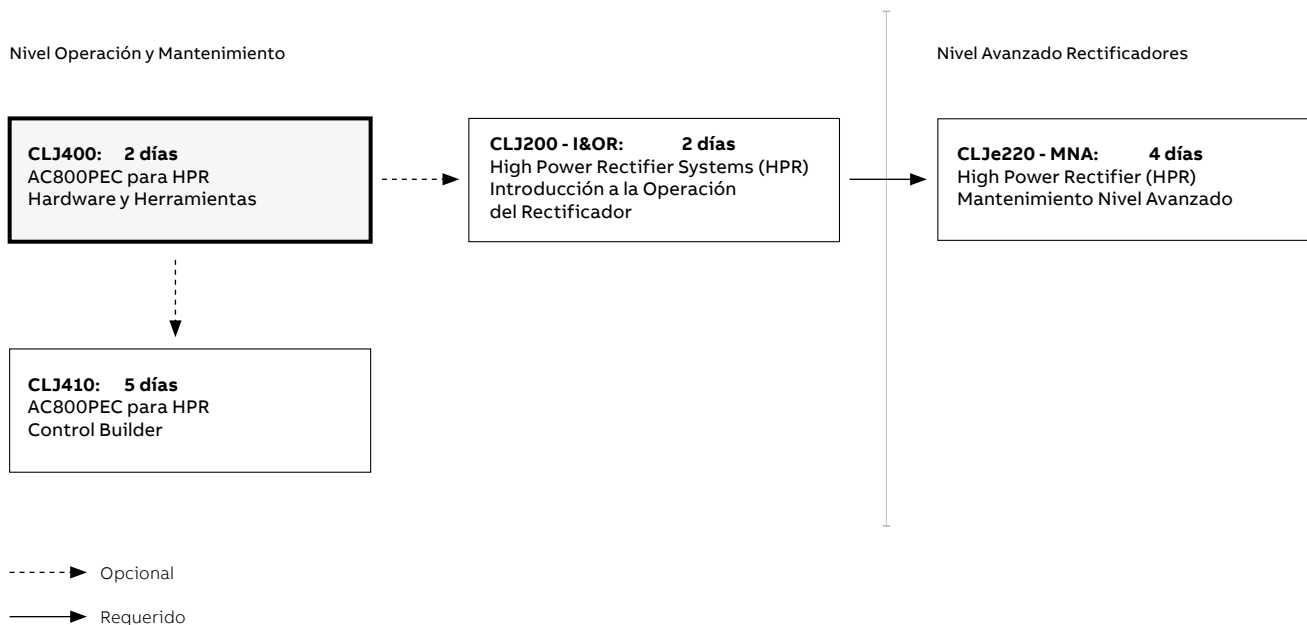 Nivel Operación y Mantenimiento
Nivel Avanzado Rectificadores
CLJ400: 2 días
AC800PEC para HPR
Hardware y Herramientas
CLJ200 - I&OR: 2 días
High Power Rectifier Systems (HPR)
Introducción a la Operación
del Rectificador
CLJe220 - MNA: 4 días
High Power Rectifier (HPR)
Mantenimiento Nivel Avanzado
CLJ410: 5 días
AC800PEC para HPR
Control Builder
Opcional
Requerido